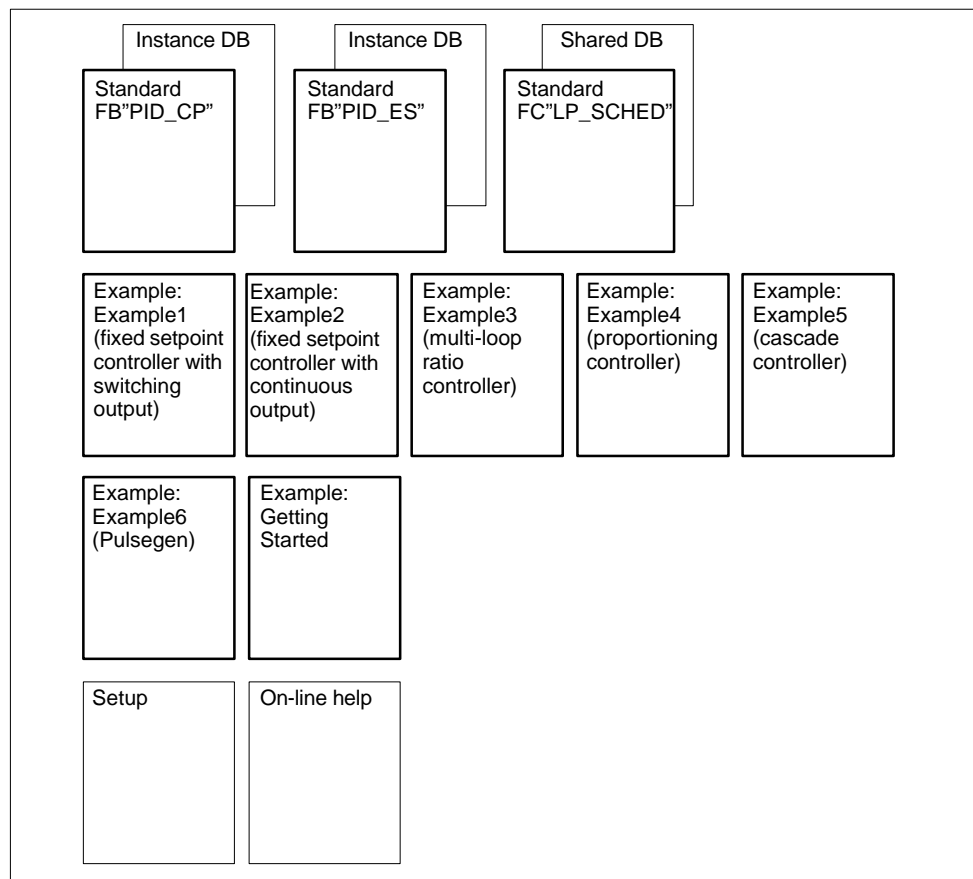 Instance DB
Instance DB
Shared DB
Standard
FB"PID_CP"
Standard
FB"PID_ES"
Standard
FC"LP_SCHED"
Example:
Example1
(fixed setpoint
controller with
switching
output)
Example:
Example2
(fixed setpoint
controller with
continuous
output)
Example:
Example3
(multi-loop
ratio
controller)
Example:
Example4
(proportioning
controller)
Example:
Example5
(cascade
controller)
Example:
Example6
(Pulsegen)
Example:
Getting
Started
Setup
On-line help